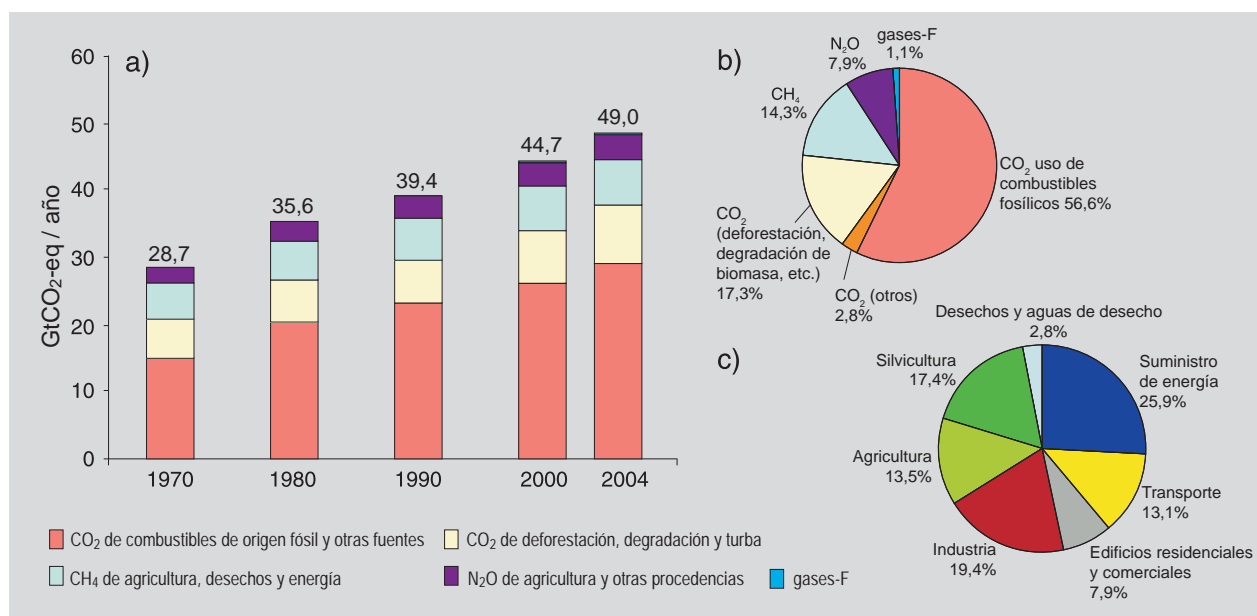 a)
GtCO₂-eq / año
60
50
40
30
20
10
0
28,7
35,6
39,4
44,7
49,0
1970
1980
1990
2000
2004
CO₂ de combustibles de origen fósil y otras fuentes
CO₂ de deforestación, degradación y turba
CH₄ de agricultura, desechos y energía
N₂O de agricultura y otras procedencias
gases-F
b)
gases-F
1,1%
N₂O
7,9%
CH₄
14,3%
CO₂ uso de
combustibles
fosílicos 56,6%
CO₂
(deforestación,
degradación de
biomasa, etc.)
17,3%
CO₂ (otros)
2,8%
c)
Desechos y aguas de desecho
2,8%
Silvicultura
17,4%
Suministro
de energía
25,9%
Agricultura
13,5%
Transporte
13,1%
Industria
19,4%
Edificios residenciales
y comerciales
7,9%